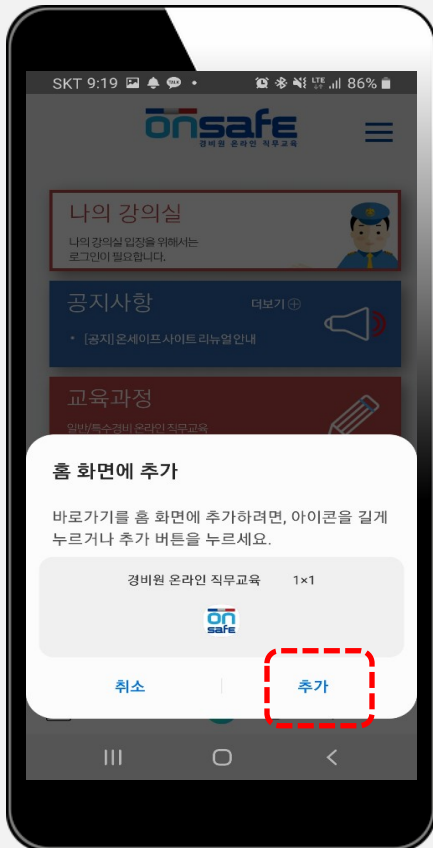 SKT 9:19
LTE 86%
onsafe
경비원 온라인 직무교육
나의 강의실
나의 강의실 입장을 위해서는
로그인이 필요합니다.
공지사항 더보기
• [공지] 온세이프 사이트 리뉴얼 안내
교육과정
일반/특수경비 온라인 직무교육
홈 화면에 추가
바로가기를 홈 화면에 추가하려면, 아이콘을 길게
누르거나 추가 버튼을 누르세요.
경비원 온라인 직무교육 1×1
on
safe
취소 추가